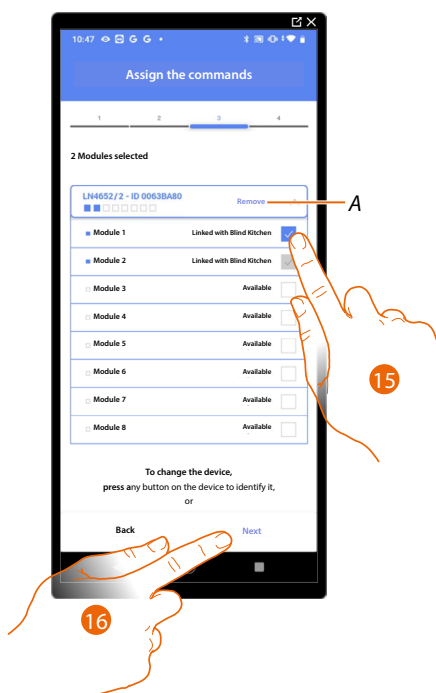 10:47 G G
Assign the commands
1 2 3 4
2 Modules selected
LN4652/2 - ID 0063BA80 Remove
A
Module 1 Linked with Blind Kitchen
Module 2 Linked with Blind Kitchen
Module 3 Available
Module 4 Available
Module 5 Available
Module 6 Available
Module 7 Available
Module 8 Available
15
To change the device,
press any button on the device to identify it,
or
Back Next
16